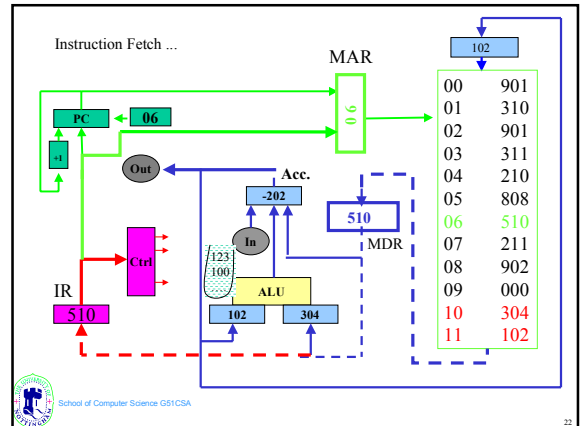 Instruction Fetch ...
MAR
102
PC
06
06
+1
Out
Acc.
-202
In
510
MDR
00 901
01 310
02 901
03 311
04 210
05 808
06 510
07 211
08 902
09 000
10 304
11 102
Ctrl
123
100
ALU
IR
510
102
304
School of Computer Science G51CSA
22